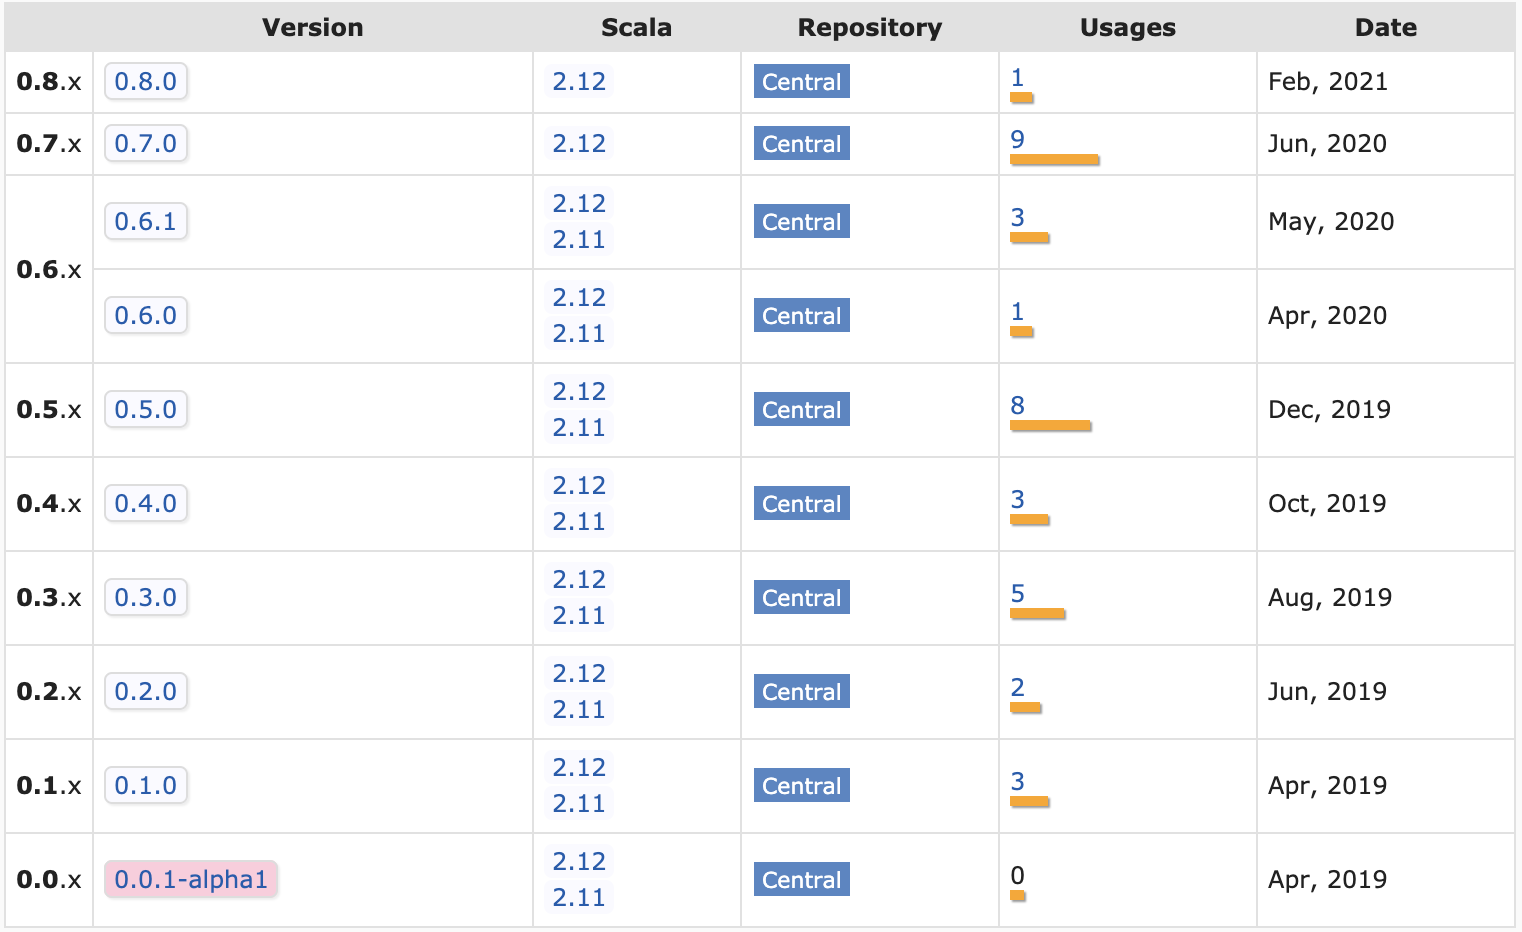 Version Scala Repository Usages Date
0.8.x 0.8.0 2.12 Central 1 Feb, 2021
0.7.x 0.7.0 2.12 Central 9 Jun, 2020
0.6.x
0.6.1 2.12 Central 3 May, 2020
2.11
0.6.0 2.12 Central 1 Apr, 2020
2.11
0.5.x 0.5.0 2.12 Central 8 Dec, 2019
2.11
0.4.x 0.4.0 2.12 Central 3 Oct, 2019
2.11
0.3.x 0.3.0 2.12 Central 5 Aug, 2019
2.11
0.2.x 0.2.0 2.12 Central 2 Jun, 2019
2.11
0.1.x 0.1.0 2.12 Central 3 Apr, 2019
2.11
0.0.x 0.0.1-alpha1 2.12 Central 0 Apr, 2019
2.11